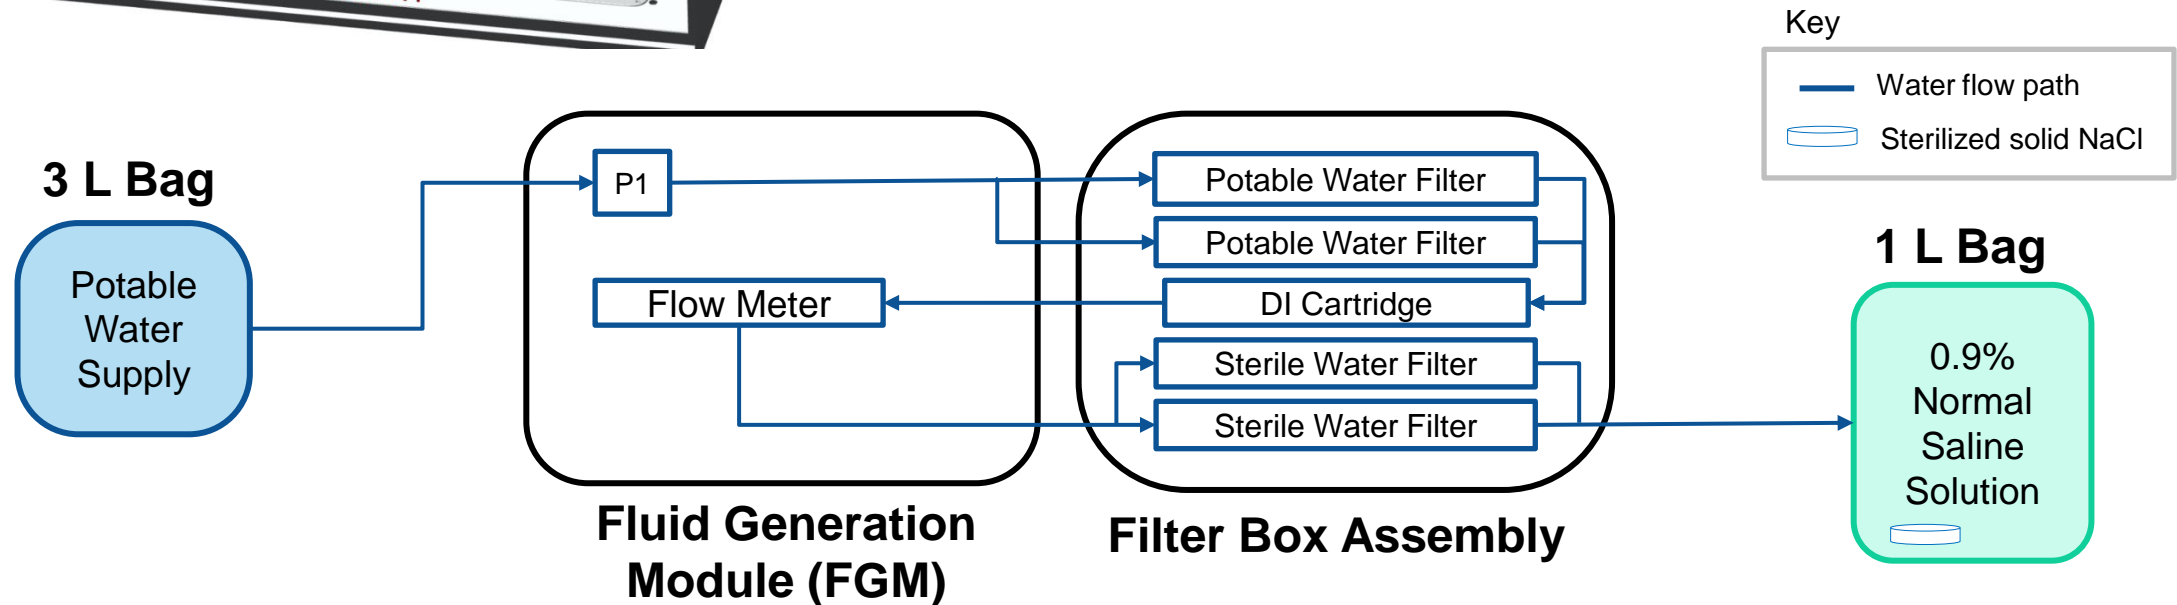 Key
Water flow path
Sterilized solid NaCl
3 L Bag
Potable
Water
Supply
P1
Flow Meter
Fluid Generation
Module (FGM)
Potable Water Filter
Potable Water Filter
DI Cartridge
Sterile Water Filter
Sterile Water Filter
Filter Box Assembly
1 L Bag
0.9%
Normal
Saline
Solution